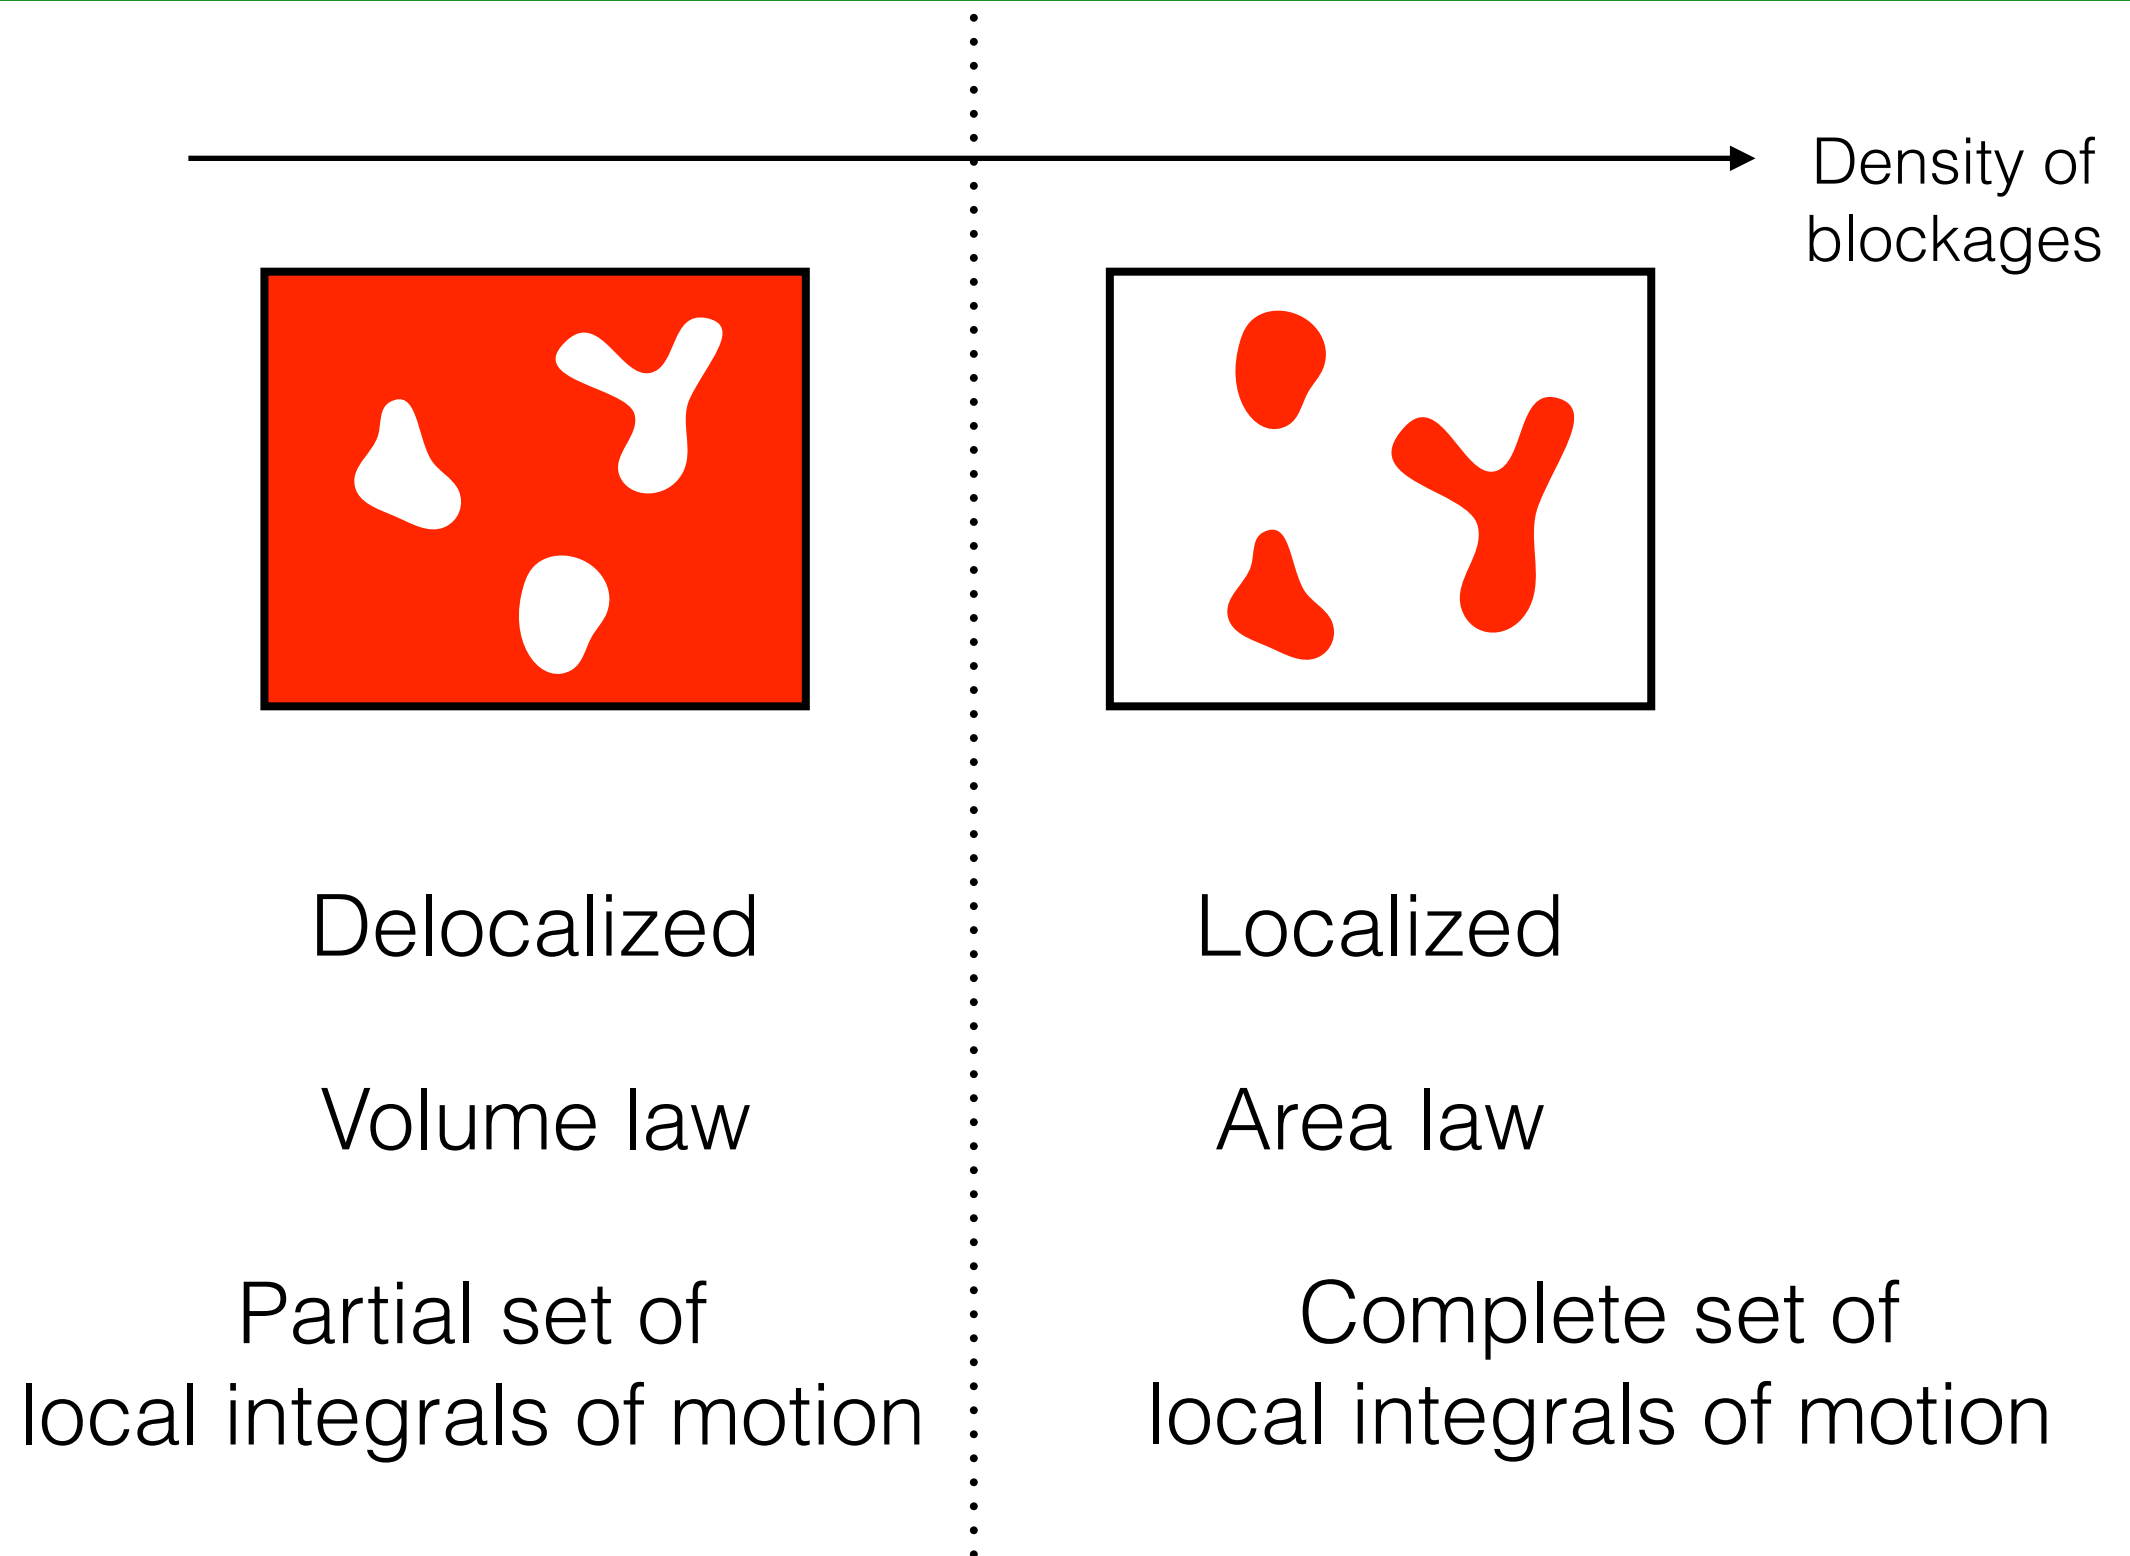 Density of
blockages
Delocalized
Localized
Volume law
Area law
Partial set of
local integrals of motion
Complete set of
local integrals of motion